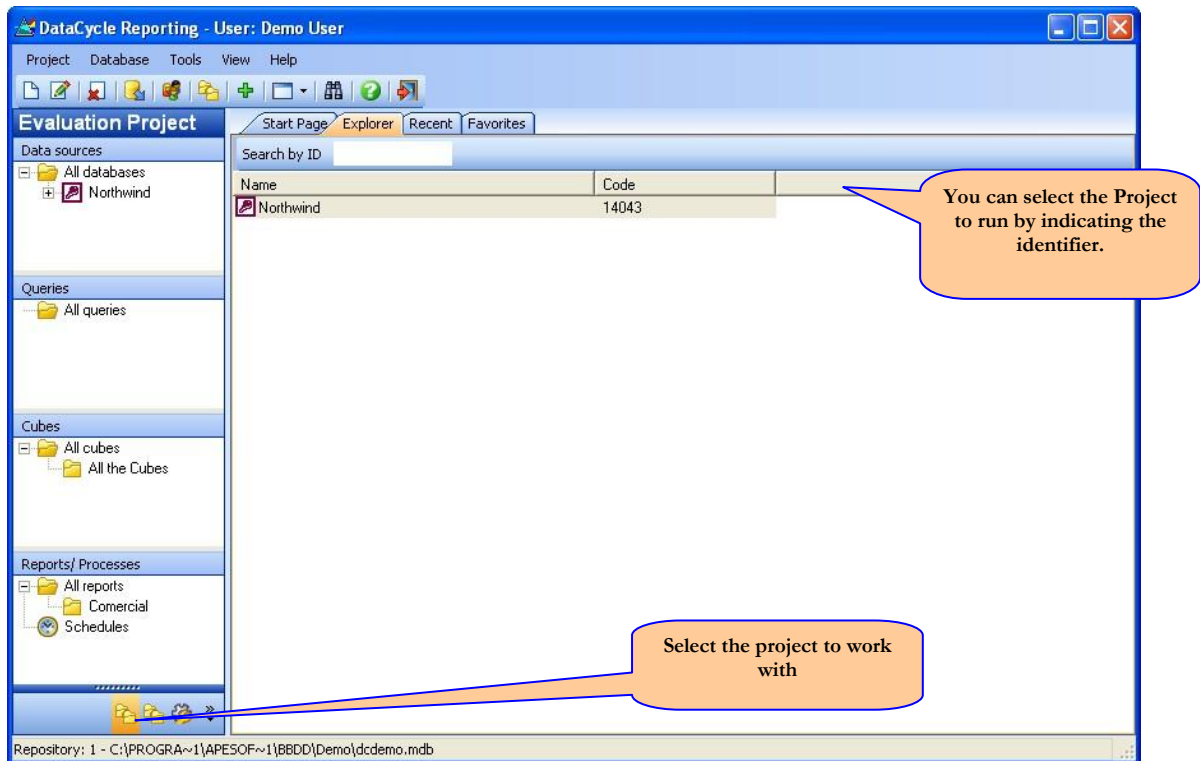 DataCycle Reporting - User: Demo User
Project Database Tools View Help
Evaluation Project
Start Page Explorer Recent Favorites
Data sources
All databases
Northwind
Search by ID
Name Code
Northwind 14043
You can select the Project
to run by indicating the
identifier.
Queries
All queries
Cubes
All cubes
All the Cubes
Reports/ Processes
All reports
Comercial
Schedules
Select the project to work
with
Repository: 1 - C:\PROGRA~1\APESOF~1\BBDD\Demo\dcdemo.mdb